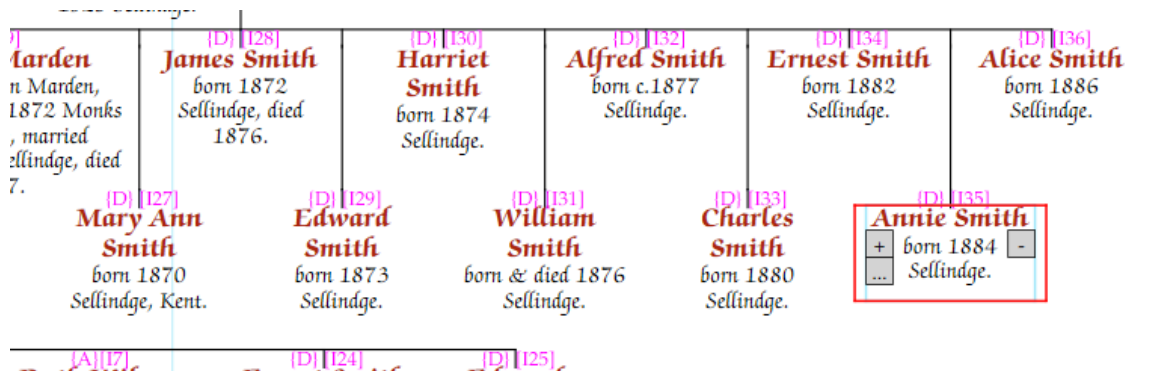 Sellindge.
{D} [I28]
{D} [I30]
{D} [I32]
{D} [I34]
{D} [I36]
Marden
n Marden,
1872 Monks
, married
ellindge, died
7.
James Smith
born 1872
Sellindge, died
1876.
Harriet
Smith
born 1874
Sellindge.
Alfred Smith
born c.1877
Sellindge.
Ernest Smith
born 1882
Sellindge.
Alice Smith
born 1886
Sellindge.
{D} [I27]
Mary Ann
Smith
born 1870
Sellindge, Kent.
{D} [I29]
Edward
Smith
born 1873
Sellindge.
{D} [I31]
William
Smith
born & died 1876
Sellindge.
{D} [I33]
Charles
Smith
born 1880
Sellindge.
{D} [I35]
Annie Smith
+ born 1884 -
... Sellindge.
{A}[I7]
{D} [I24]
{D} [I25]